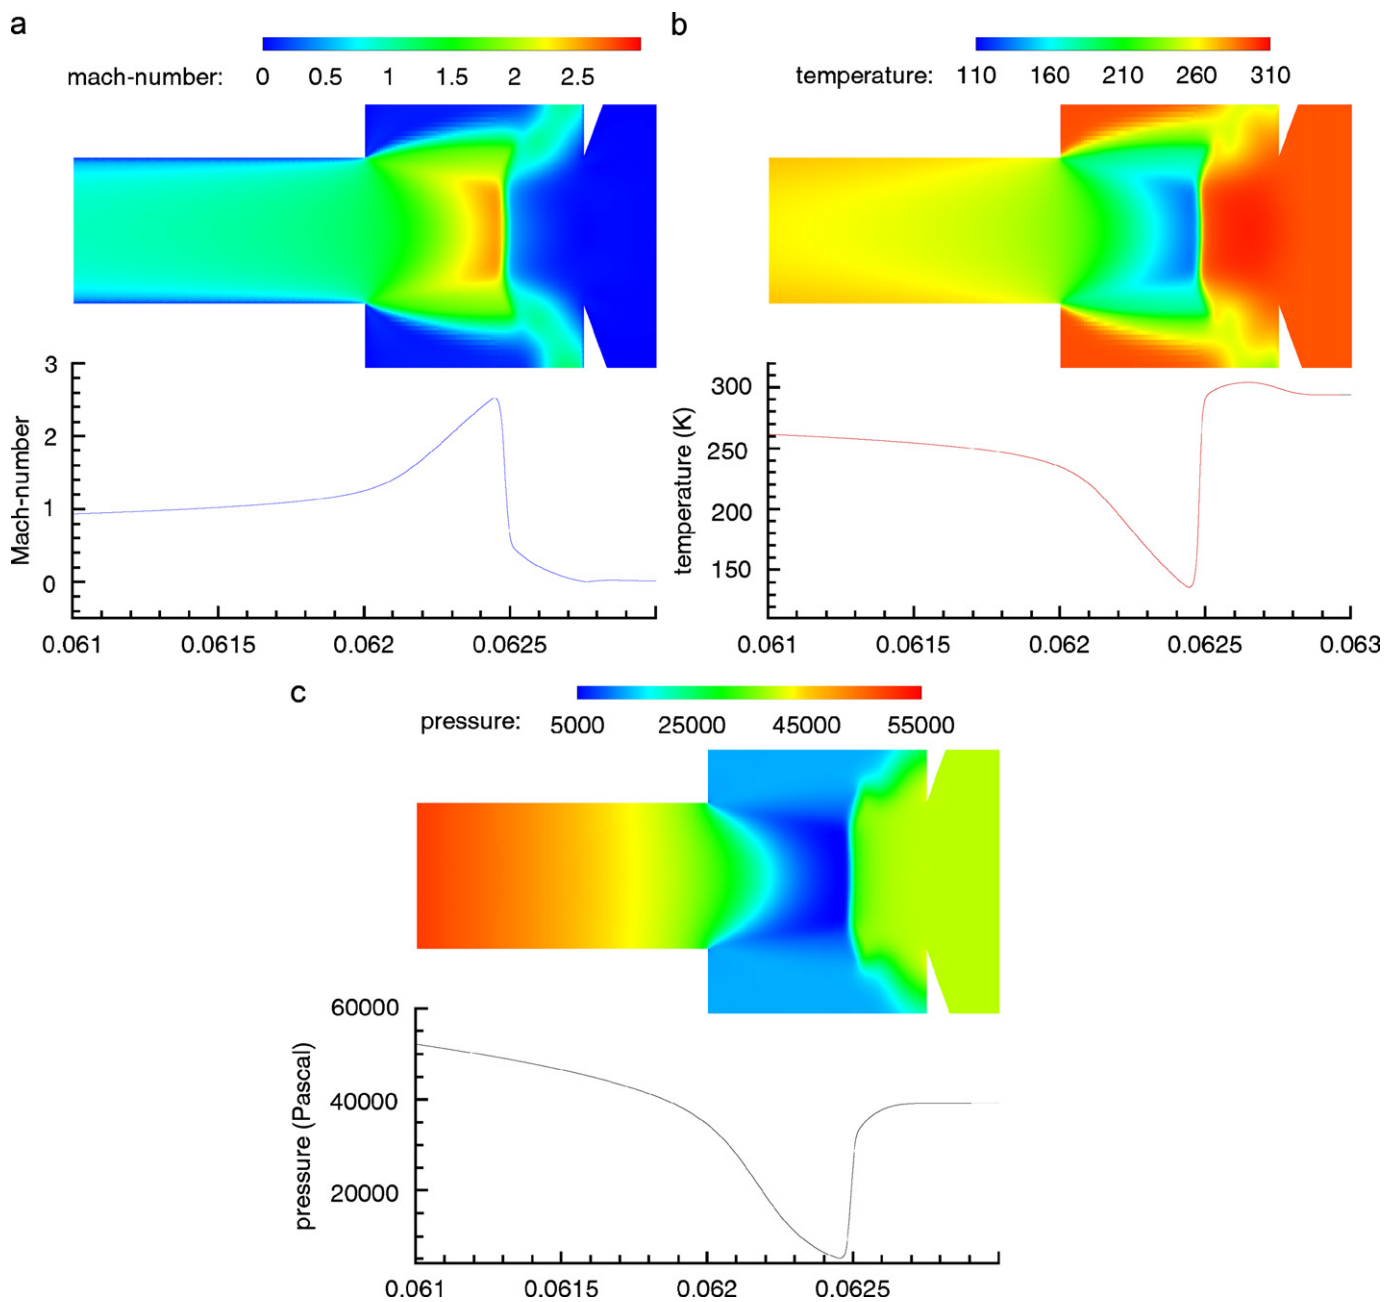 a
mach-number: 0 0.5 1 1.5 2 2.5
3
2
1
0
Mach-number
0.061 0.0615 0.062 0.0625
b
temperature: 110 160 210 260 310
300
250
200
150
temperature (K)
0.061 0.0615 0.062 0.0625 0.063
c
pressure: 5000 25000 45000 55000
60000
40000
20000
pressure (Pascal)
0.061 0.0615 0.062 0.0625